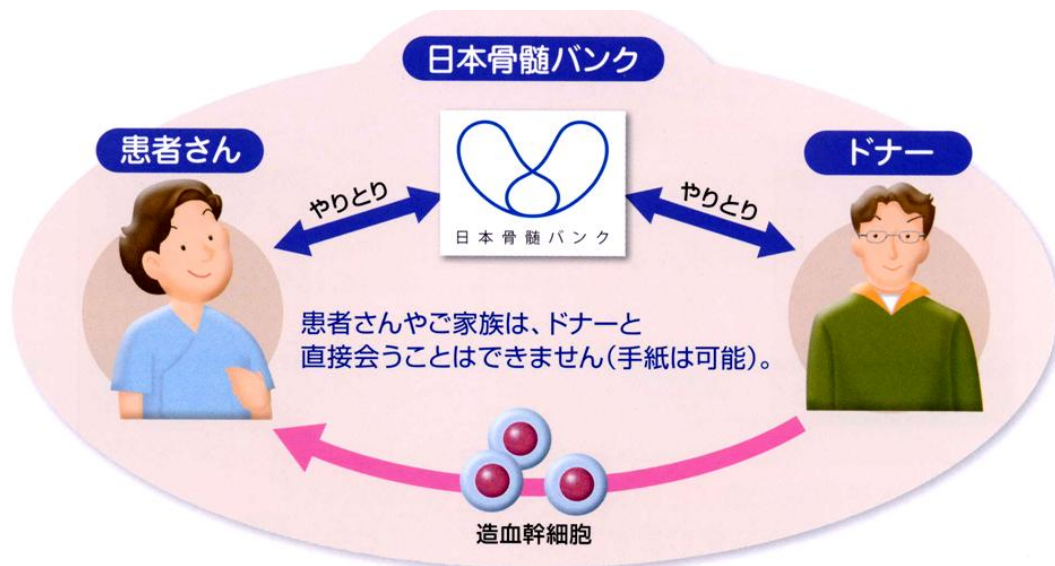 日本骨髄バンク
患者さん
ドナー
やりとり
やりとり
日本骨髄バンク
患者さんやご家族は、ドナーと
直接会うことはできません(手紙は可能)。
造血幹細胞